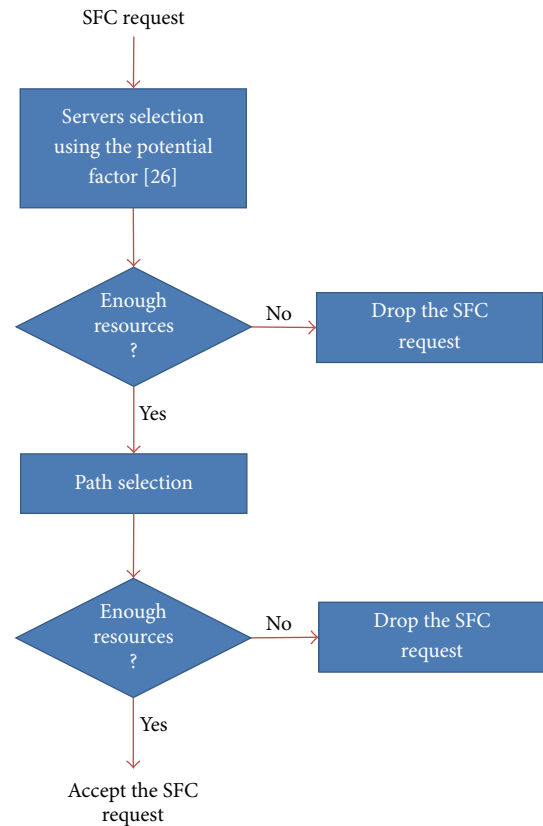 SFC request
Servers selection
using the potential
factor [26]
Enough
resources
?
No
Drop the SFC
request
Yes
Path selection
Enough
resources
?
No
Drop the SFC
request
Yes
Accept the SFC
request